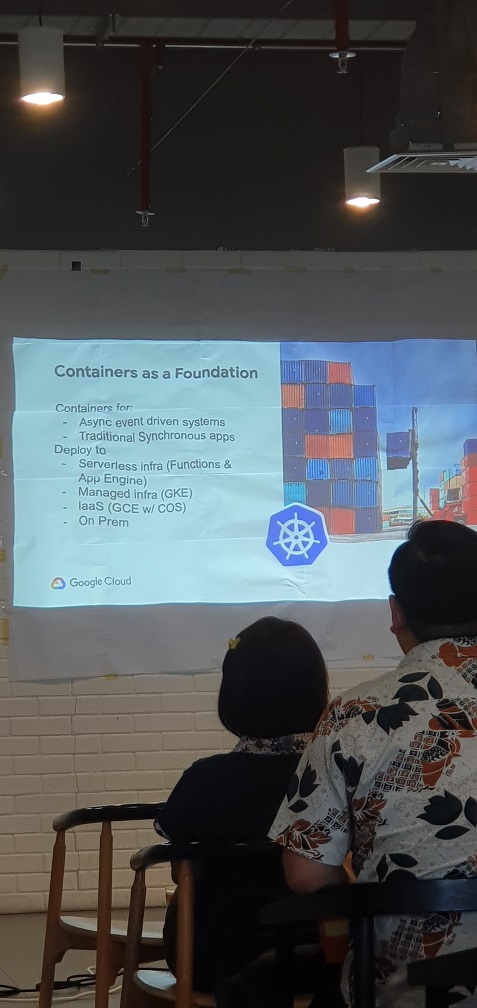 Containers as a Foundation
Containers for:
- Async event driven systems
- Traditional Synchronous apps
Deploy to
- Serverless infra (Functions &
App Engine)
- Managed infra (GKE)
- IaaS (GCE w/ COS)
- On Prem
Google Cloud